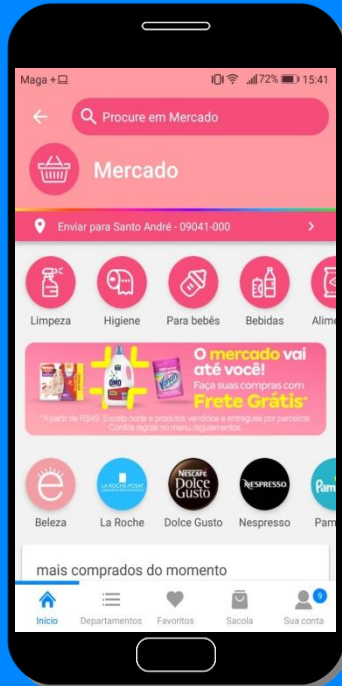 Maga + 72% 15:41
Procure em Mercado
Mercado
Enviar para Santo André - 09041-000
Limpeza Higiene Para bebês Bebidas Alime
OMO
Vanish
O mercado vai
até você!
Faça suas compras com
Frete Grátis*
*A partir de R$49. Exceto norte e produtos vendidos e entregues por parceiros.
Confira regras no menu regulamentos.
é
LA ROCHE-POSAY
NESCAFÉ
Dolce
Gusto
NESPRESSO
Pam
Beleza La Roche Dolce Gusto Nespresso Pam
mais comprados do momento
9
Início Departamentos Favoritos Sacola Sua conta